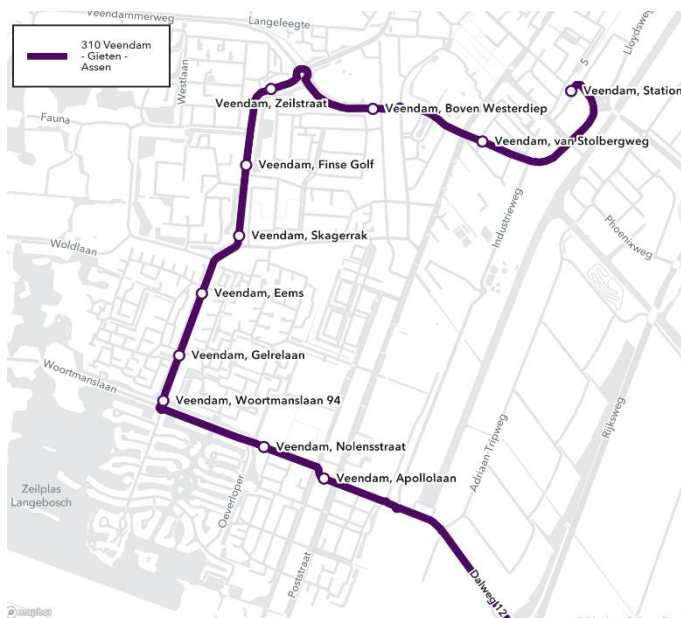 310 Veendam
- Gieten -
Assen
Veendammerweg
Langeleegte
Lloydsweg
5
Westlaan
Veendam, Station
Veendam, Zeilstraat
Veendam, Boven Westerdiep
Fauna
Veendam, van Stolbergweg
Veendam, Finse Golf
Industrieweg
Phoenixweg
Veendam, Skagerrak
Woldlaan
Veendam, Eems
Veendam, Gelrelaan
Woortmanslaan
Veendam, Woortmanslaan 94
Rijksweg
Adriaan Tripweg
Veendam, Nolensstraat
Veendam, Apollolaan
Zeilplas
Langebosch
Oeverloper
Poststraat
Dalweg
mapbox